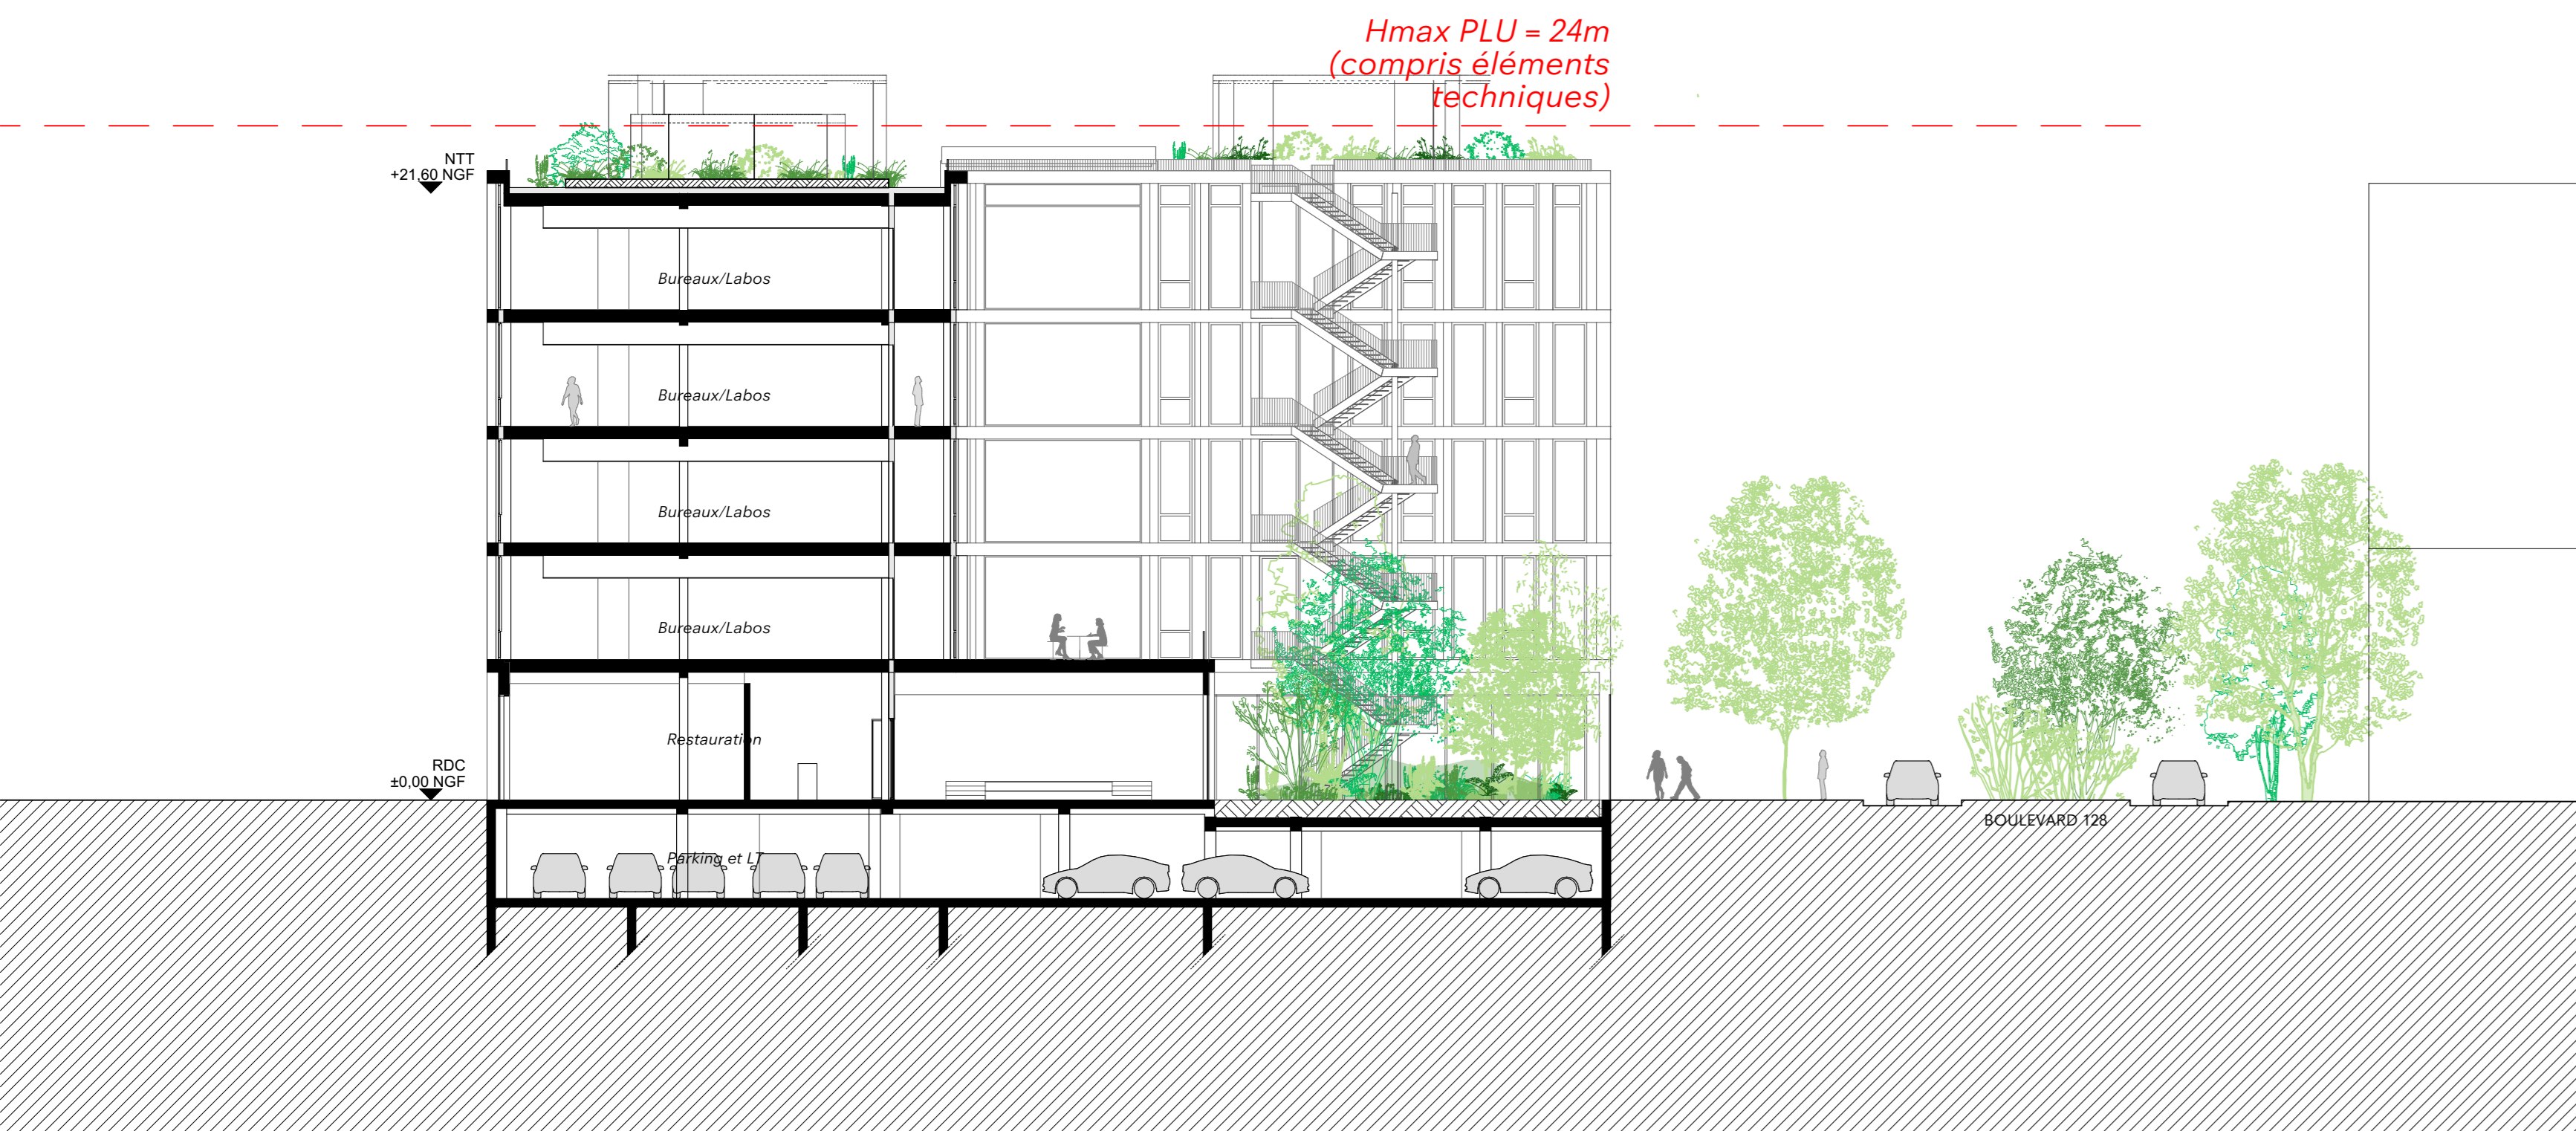 Hmax PLU = 24m
(compris éléments
techniques)
NTT
+21,60 NGF
Bureaux/Labos
Bureaux/Labos
Bureaux/Labos
Bureaux/Labos
Restauration
RDC
±0,00 NGF
BOULEVARD 128
Parking et LT